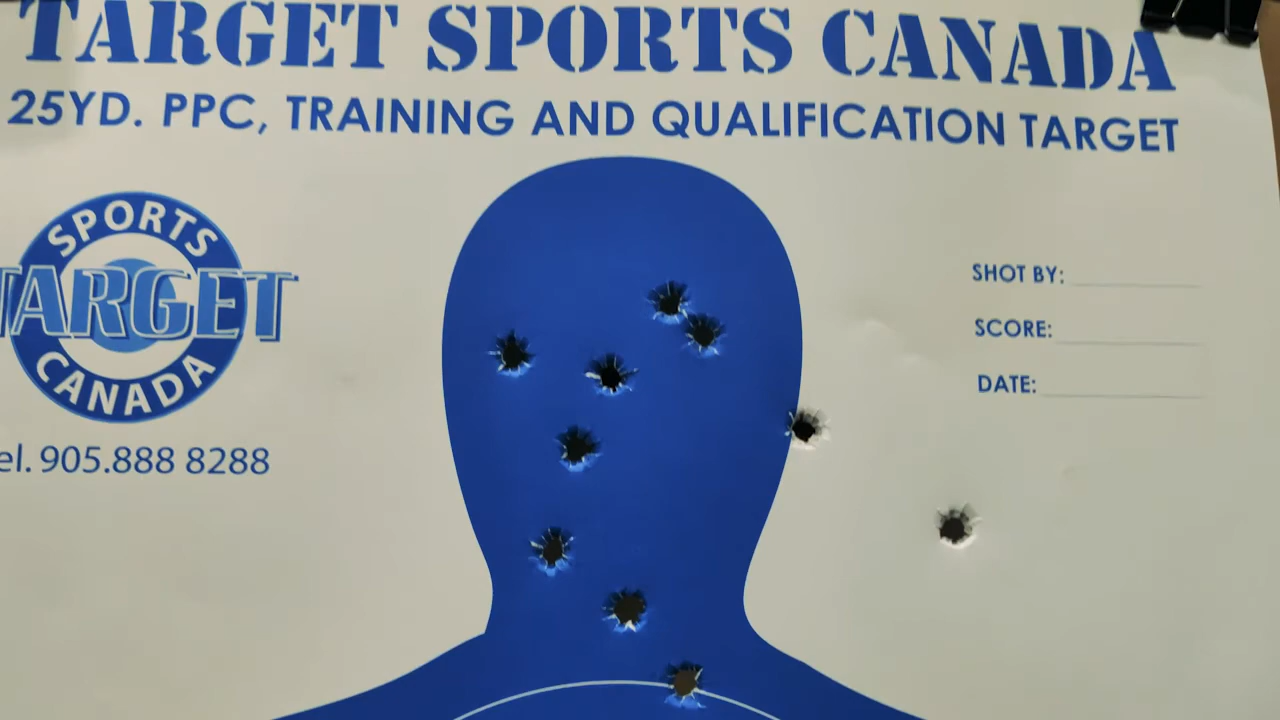 TARGET SPORTS CANADA
25YD. PPC, TRAINING AND QUALIFICATION TARGET
SPORTS
TARGET
CANADA
el. 905.888 8288
SHOT BY:
SCORE:
DATE: